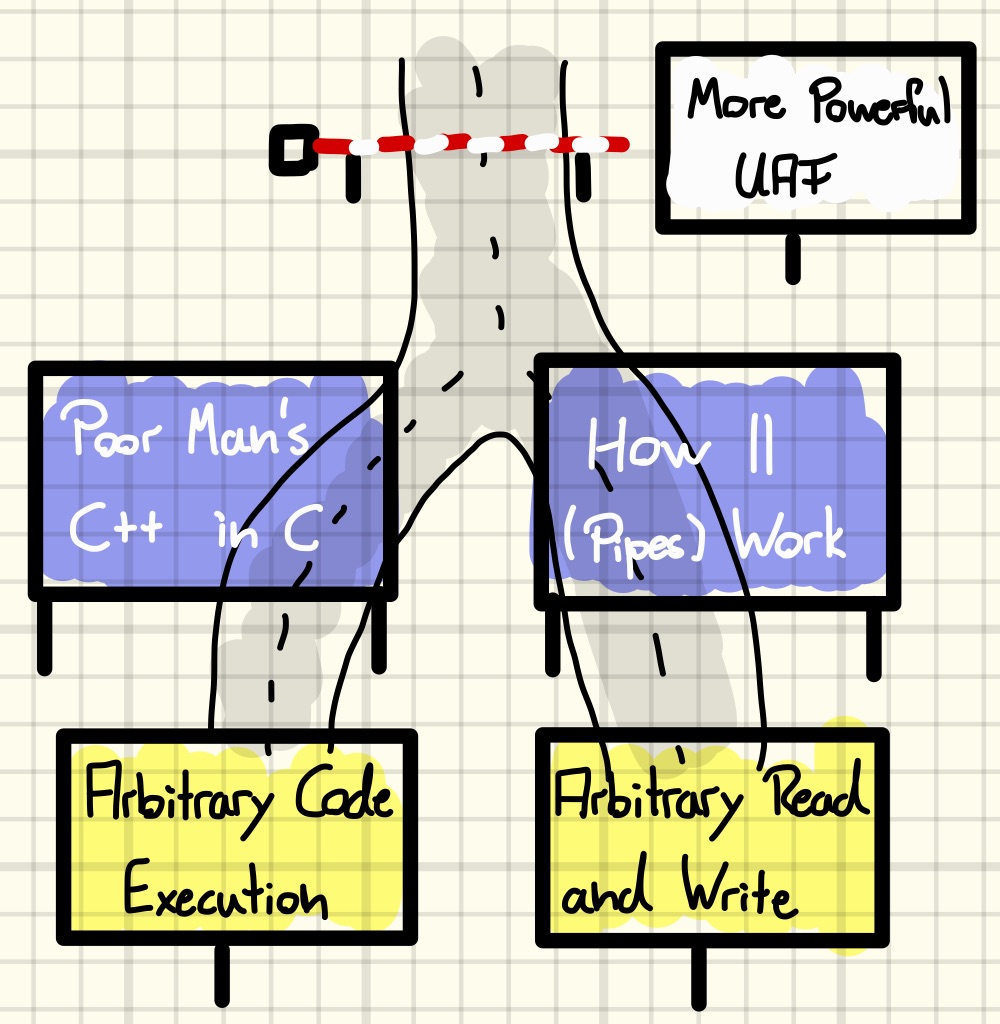 More Powerful
UAF
Poor Man's
C++ in C
How ||
(Pipes) Work
Arbitrary Code
Execution
Arbitrary Read
and Write